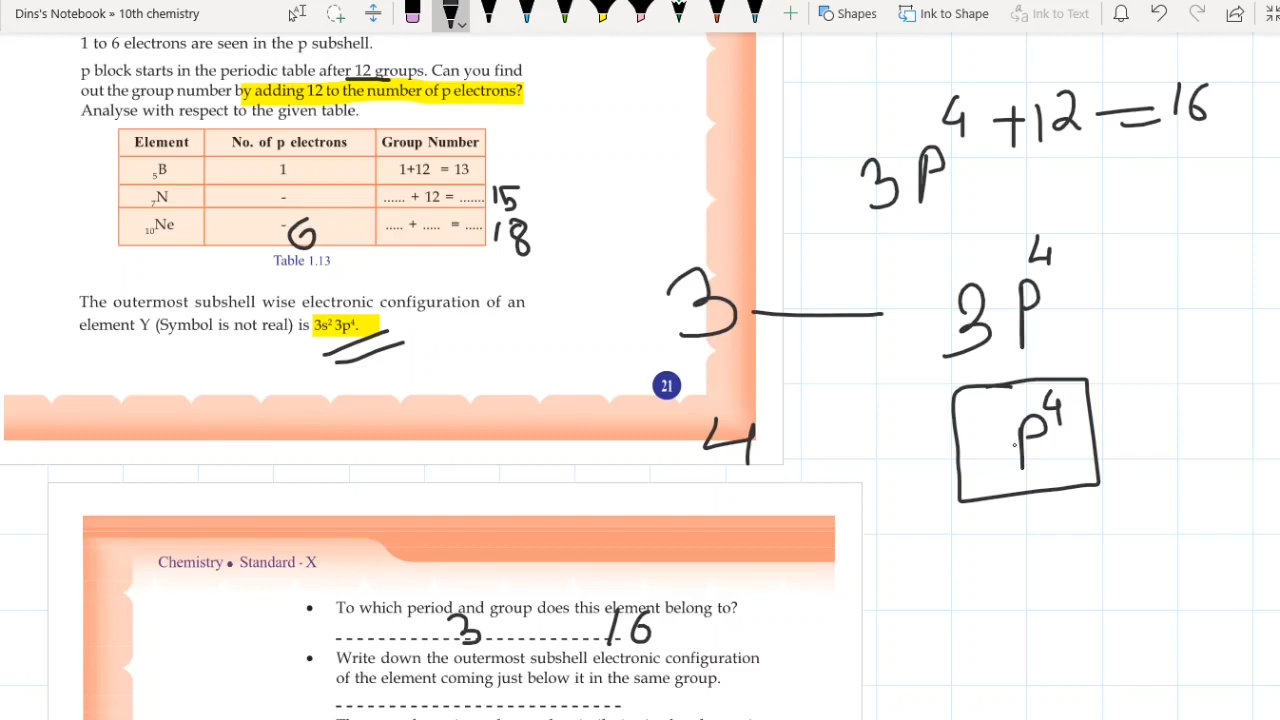 Dins's Notebook » 10th chemistry
Shapes
Ink to Shape
Ink to Text
1 to 6 electrons are seen in the p subshell.
p block starts in the periodic table after 12 groups. Can you find
out the group number by adding 12 to the number of p electrons?
Analyse with respect to the given table.
Element No. of p electrons Group Number
₅B 1 1+12 = 13
₇N - ...... + 12 = ....... 15
₁₀Ne - 6 ..... + ..... = ..... 18
Table 1.13
The outermost subshell wise electronic configuration of an
element Y (Symbol is not real) is 3s² 3p⁴.
21
3p⁴ +12 = 16
3 — 3p⁴
4
p⁴
Chemistry • Standard - X
• To which period and group does this element belong to?
3 16
• Write down the outermost subshell electronic configuration
of the element coming just below it in the same group.